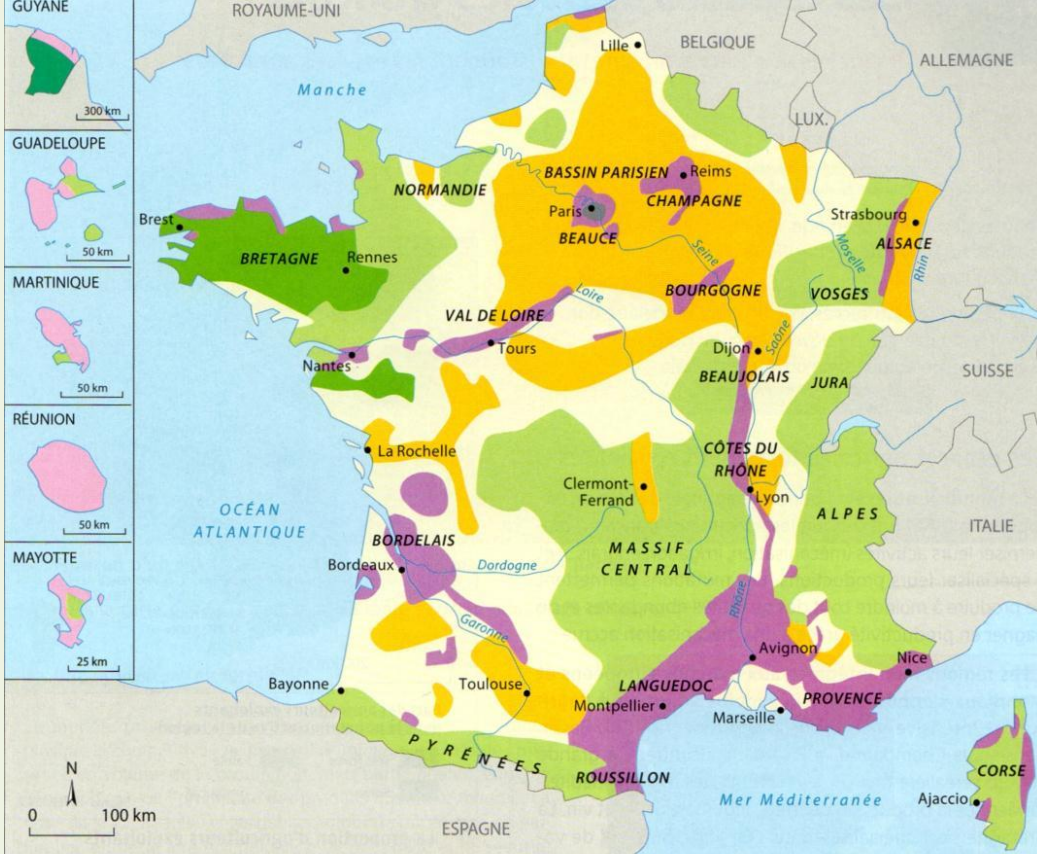 GUYANE
300 km
GUADELOUPE
50 km
MARTINIQUE
50 km
RÉUNION
50 km
MAYOTTE
25 km
ROYAUME-UNI
BELGIQUE
ALLEMAGNE
LUX.
SUISSE
ITALIE
ESPAGNE
Manche
OCÉAN
ATLANTIQUE
Mer Méditerranée
Lille
BASSIN PARISIEN
Reims
CHAMPAGNE
NORMANDIE
Paris
BEAUCE
Strasbourg
ALSACE
Moselle
Rhin
VOSGES
Brest
BRETAGNE
Rennes
Seine
BOURGOGNE
Loire
VAL DE LOIRE
Tours
Nantes
Dijon
Saône
BEAUJOLAIS
JURA
La Rochelle
CÔTES DU
RHÔNE
Lyon
Clermont-
Ferrand
ALPES
MASSIF
CENTRAL
BORDELAIS
Bordeaux
Dordogne
Garonne
Rhône
Avignon
Nice
Bayonne
Toulouse
LANGUEDOC
Montpellier
PROVENCE
Marseille
PYRÉNÉES
ROUSSILLON
CORSE
Ajaccio
N
0 100 km